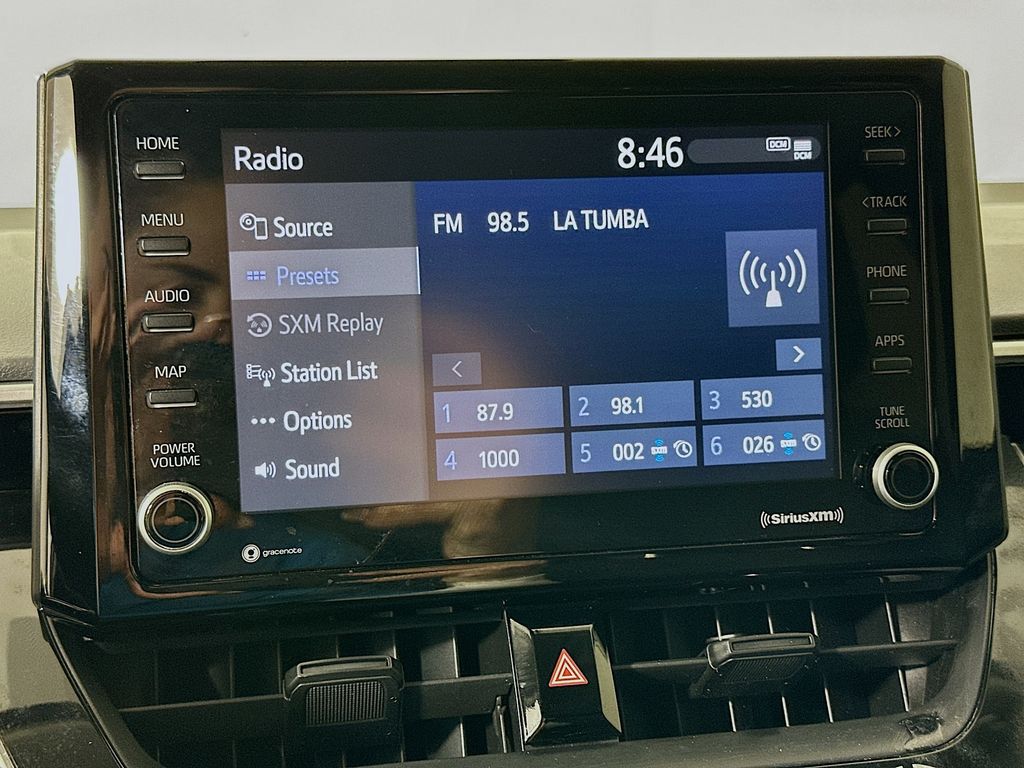 HOME
MENU
AUDIO
MAP
POWER
VOLUME
gracenote
Radio
8:46
DCM
DCM
Source
Presets
SXM Replay
Station List
Options
Sound
FM 98.5 LA TUMBA
<
>
1 87.9
2 98.1
3 530
4 1000
5 002
6 026
((SiriusXM))
SEEK >
< TRACK
PHONE
APPS
TUNE
SCROLL